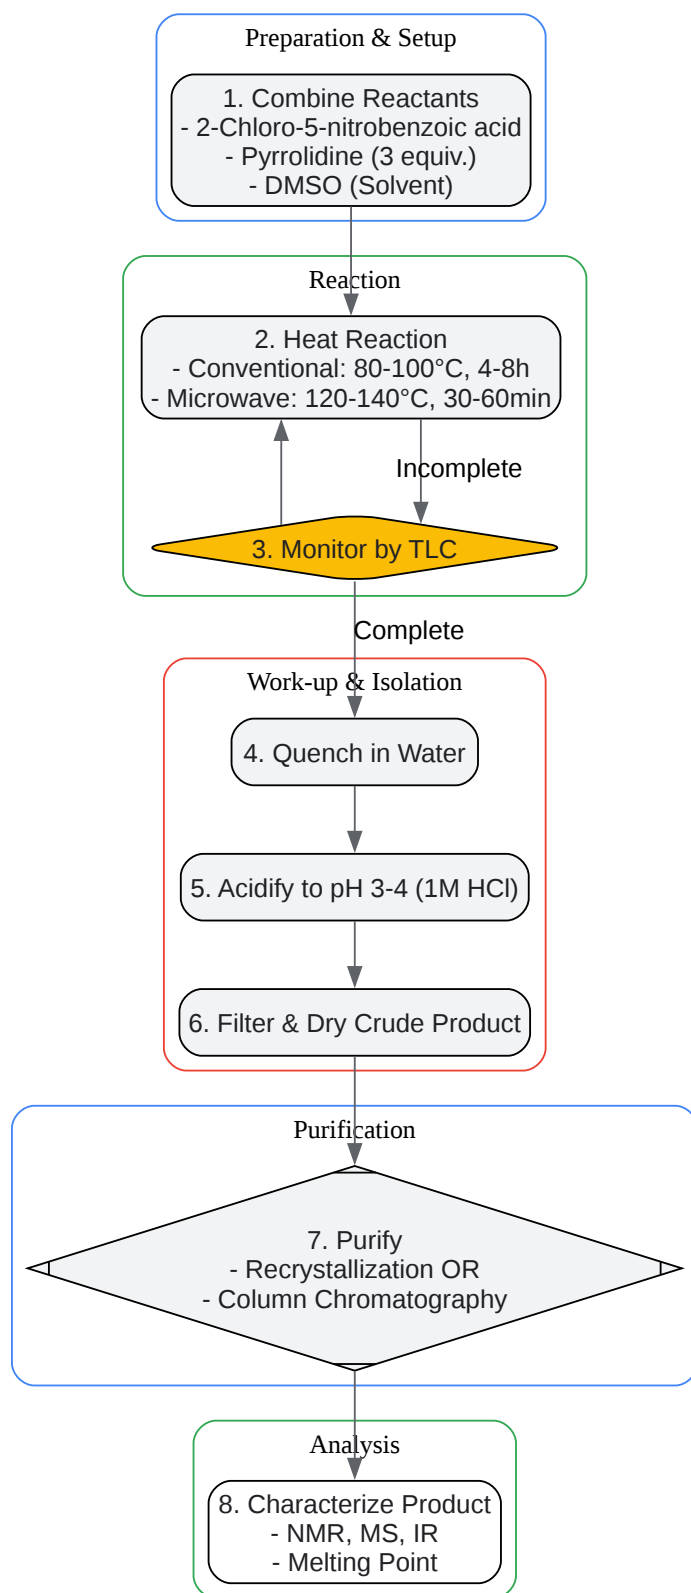 Preparation & Setup
1. Combine Reactants
- 2-Chloro-5-nitrobenzoic acid
- Pyrrolidine (3 equiv.)
- DMSO (Solvent)
Reaction
2. Heat Reaction
- Conventional: 80-100°C, 4-8h
- Microwave: 120-140°C, 30-60min
Incomplete
3. Monitor by TLC
Complete
Work-up & Isolation
4. Quench in Water
5. Acidify to pH 3-4 (1M HCl)
6. Filter & Dry Crude Product
Purification
7. Purify
- Recrystallization OR
- Column Chromatography
Analysis
8. Characterize Product
- NMR, MS, IR
- Melting Point